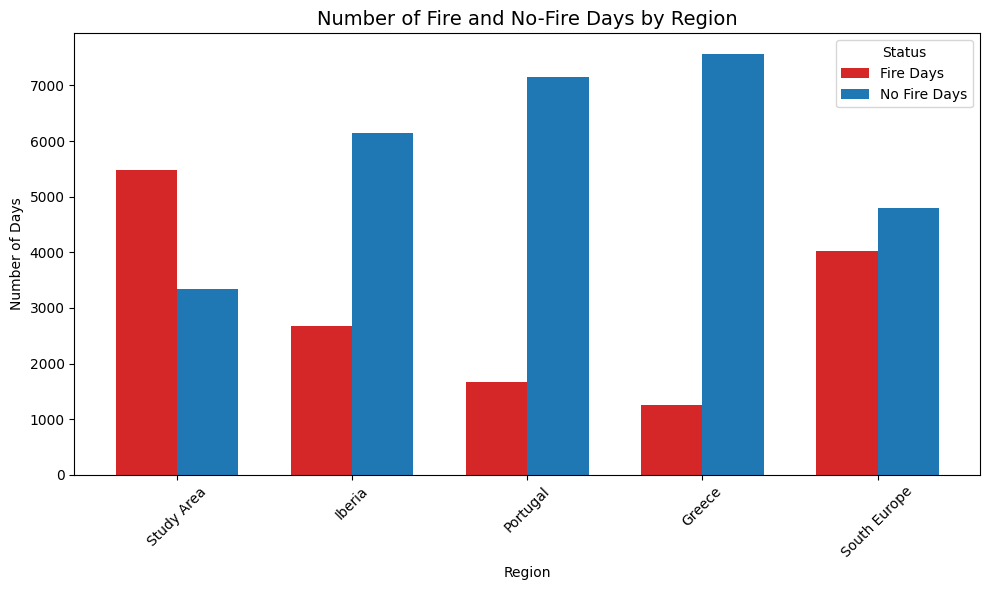 Number of Fire and No-Fire Days by Region
Status
Fire Days
No Fire Days
Number of Days
7000
6000
5000
4000
3000
2000
1000
0
Study Area
Iberia
Portugal
Greece
South Europe
Region